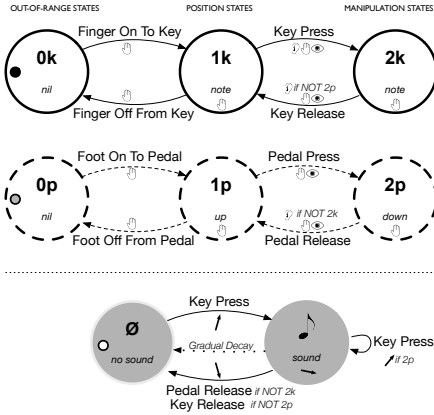 OUT-OF-RANGE STATES POSITION STATES MANIPULATION STATES
Finger On To Key Key Press
0k 1k 2k
if NOT 2p
nil note note
Finger Off From Key Key Release
Foot On To Pedal Pedal Press
0p 1p 2p
if NOT 2k
nil up down
Foot Off From Pedal Pedal Release
Key Press
Ø
Gradual Decay
Key Press
no sound sound
if 2p
Pedal Release if NOT 2k
Key Release if NOT 2p